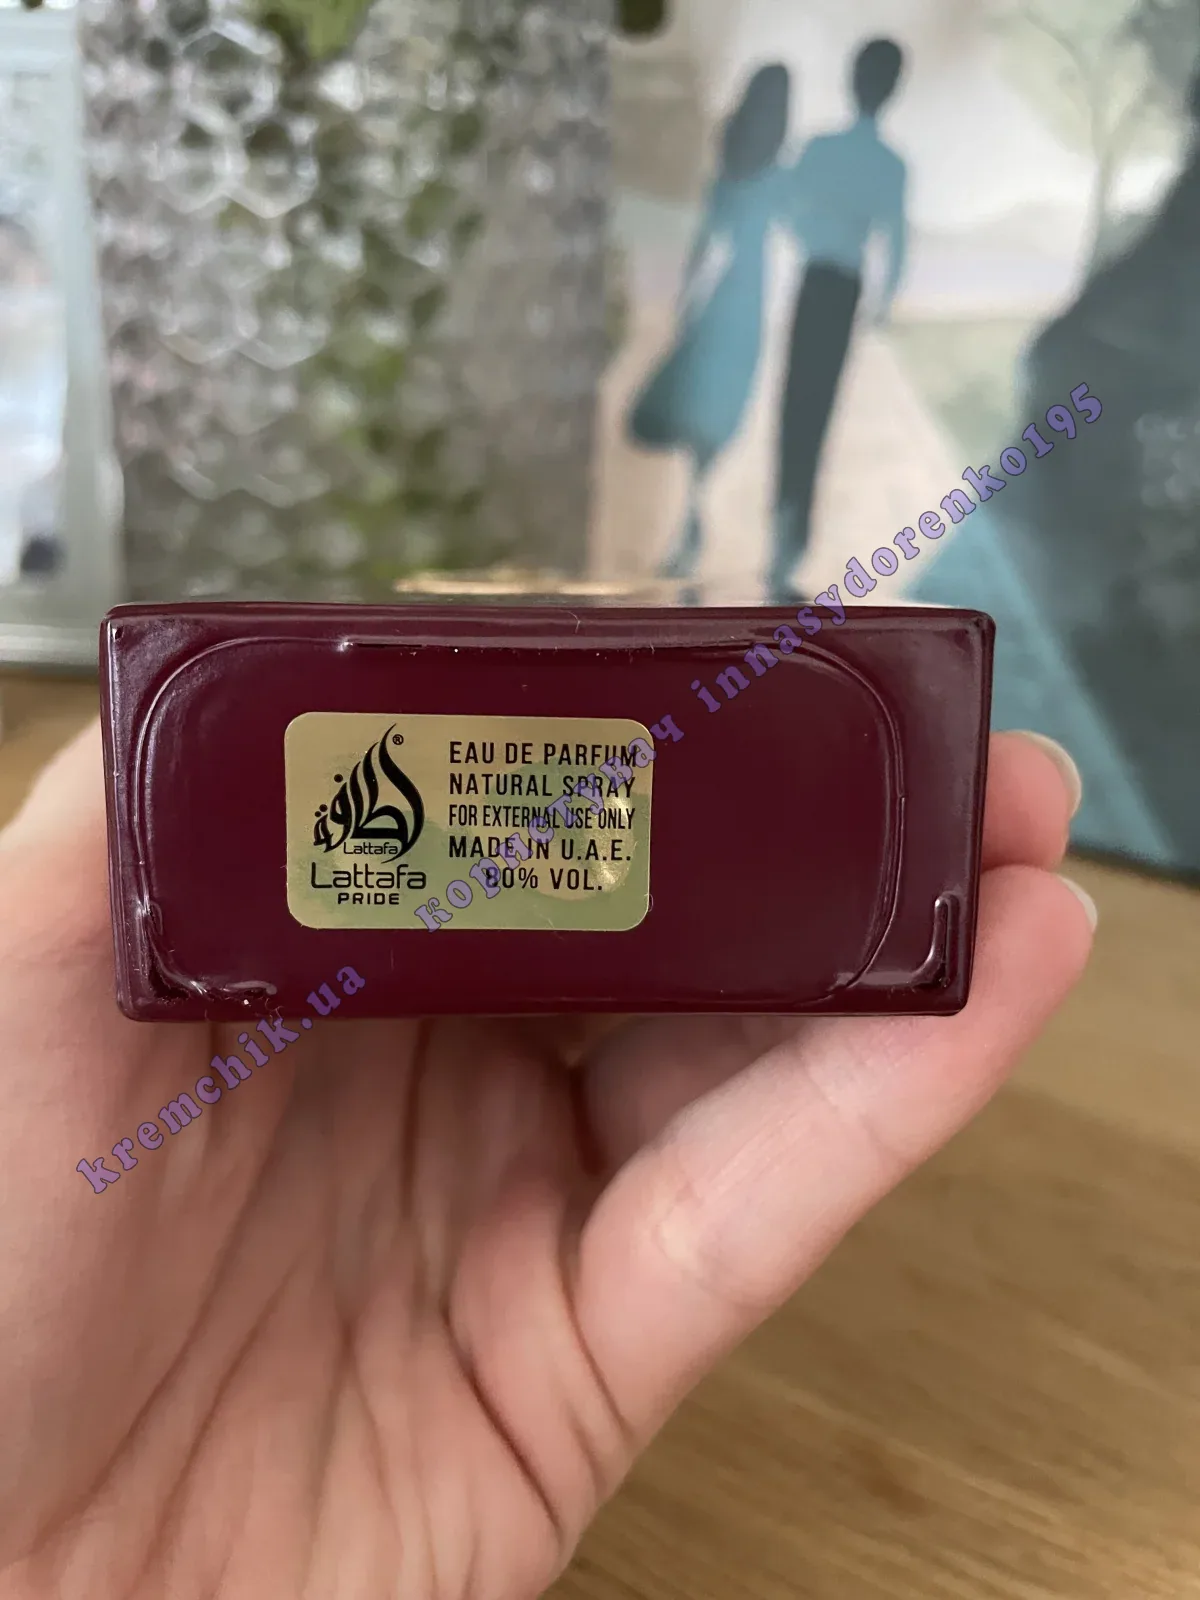 لطافة
®
Lattafa
Lattafa
PRIDE
EAU DE PARFUM
NATURAL SPRAY
FOR EXTERNAL USE ONLY
MADE IN U.A.E.
80% VOL.
kremchik.ua користувач innasydorenko195